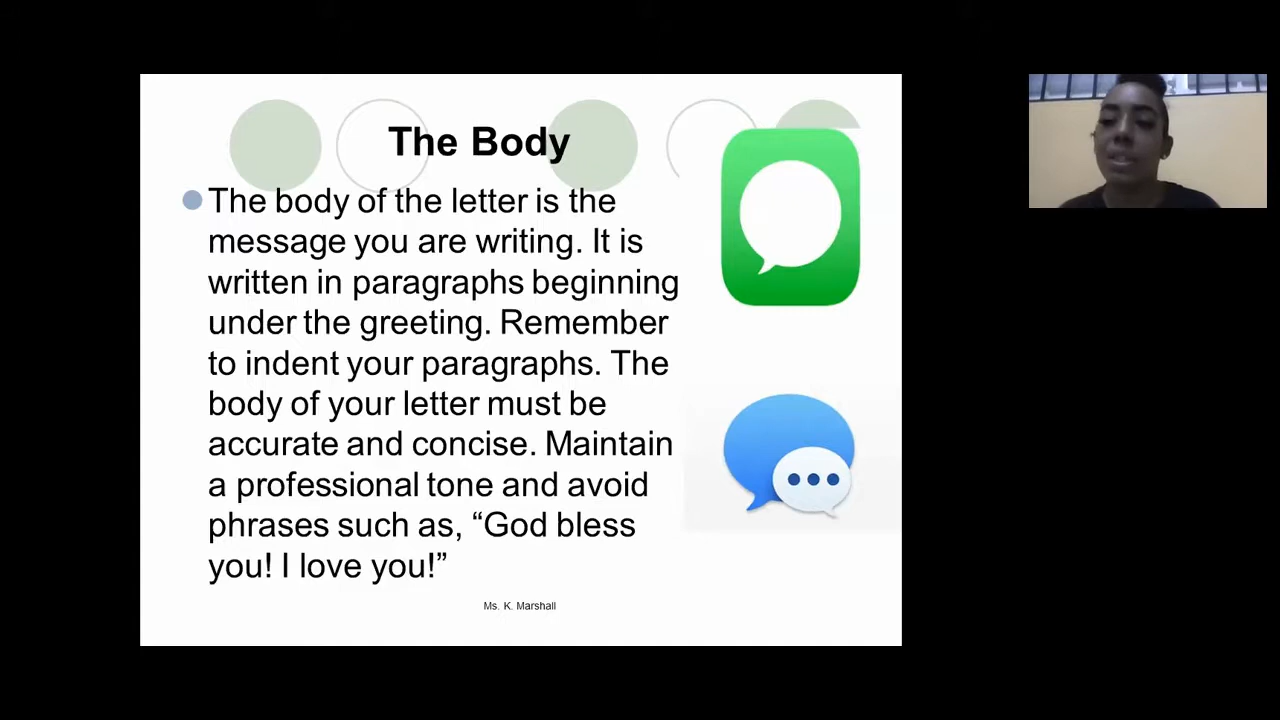 The Body
The body of the letter is the
message you are writing. It is
written in paragraphs beginning
under the greeting. Remember
to indent your paragraphs. The
body of your letter must be
accurate and concise. Maintain
a professional tone and avoid
phrases such as, “God bless
you! I love you!”
Ms. K. Marshall